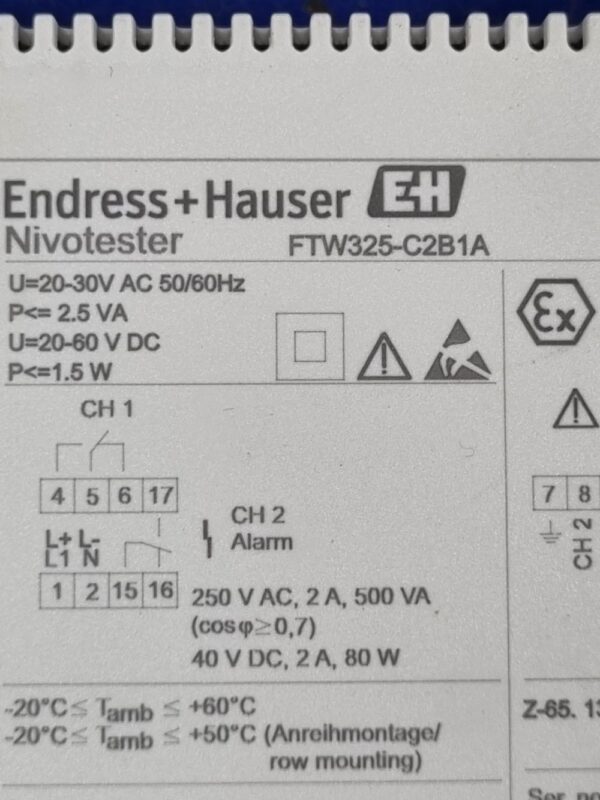 Endress+Hauser EH
Nivotester FTW325-C2B1A
U=20-30V AC 50/60Hz
P<= 2.5 VA
U=20-60 V DC
P<=1.5 W
Ex
CH 1
4 5 6 17
L+ L-
L1 N
1 2 15 16
CH 2
Alarm
250 V AC, 2 A, 500 VA
(cosφ≥0,7)
40 V DC, 2 A, 80 W
7 8
CH 2
-20°C ≤ Tamb ≤ +60°C
-20°C ≤ Tamb ≤ +50°C (Anreihmontage/
row mounting)
Z-65. 13